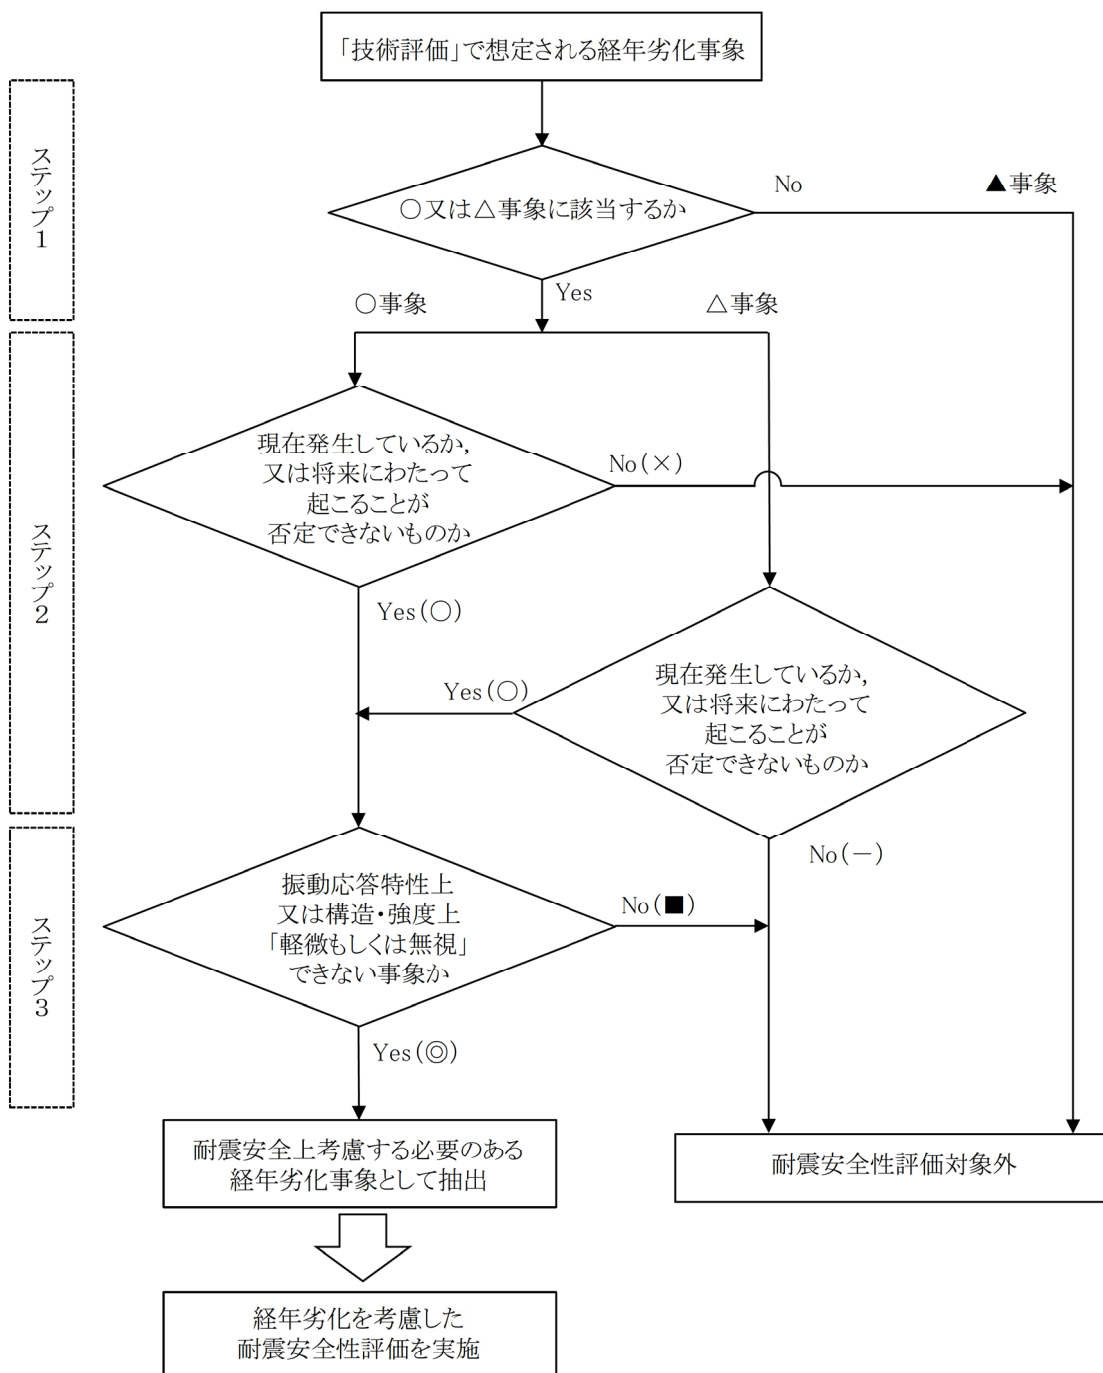 「技術評価」で想定される経年劣化事象
ステップ1
○又は△事象に該当するか
No
▲事象
Yes
○事象
△事象
ステップ2
現在発生しているか,
又は将来にわたって
起こることが
否定できないものか
No(×)
Yes(○)
現在発生しているか,
又は将来にわたって
起こることが
否定できないものか
Yes(○)
No(－)
ステップ3
振動応答特性上
又は構造・強度上
「軽微もしくは無視」
できない事象か
No(■)
Yes(◎)
耐震安全上考慮する必要のある
経年劣化事象として抽出
耐震安全性評価対象外
経年劣化を考慮した
耐震安全性評価を実施